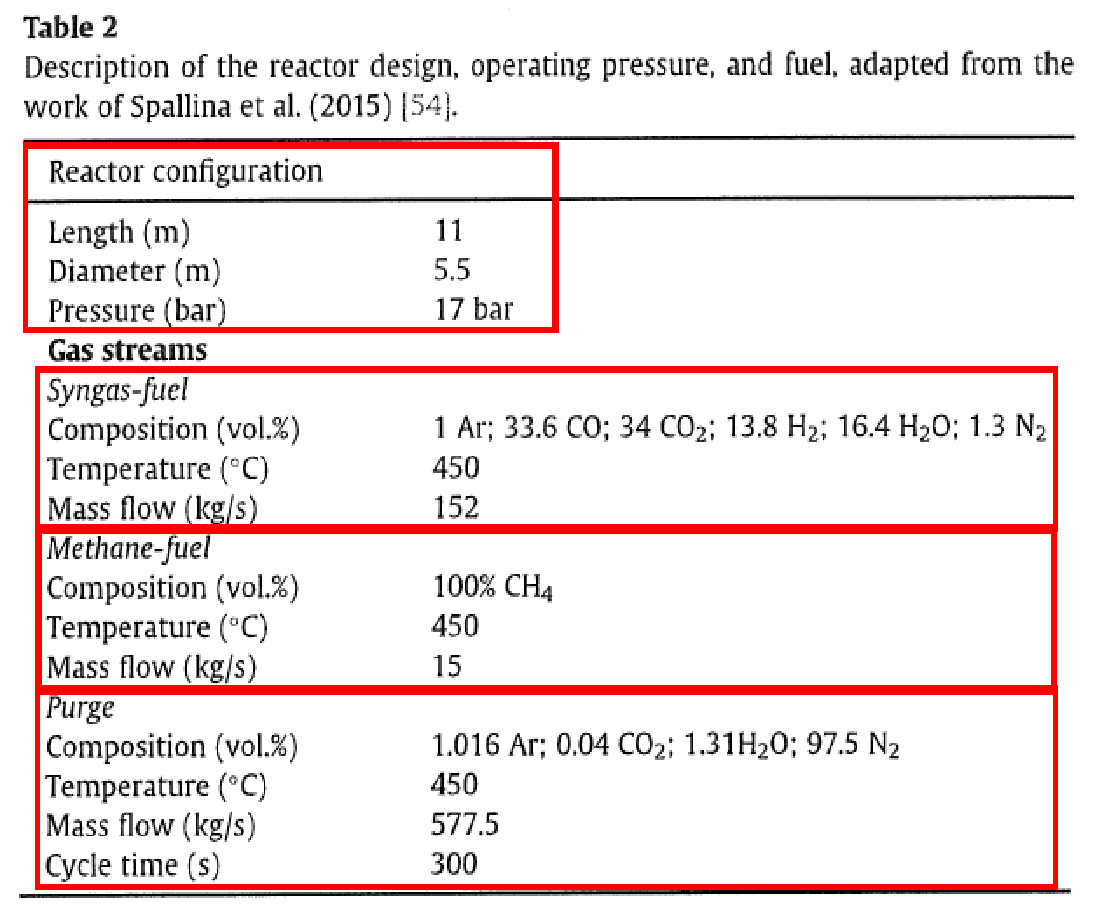 Table 2
Description of the reactor design, operating pressure, and fuel, adapted from the
work of Spallina et al. (2015) [54].
Reactor configuration
Length (m) 11
Diameter (m) 5.5
Pressure (bar) 17 bar
Gas streams
Syngas-fuel
Composition (vol.%) 1 Ar; 33.6 CO; 34 CO₂; 13.8 H₂; 16.4 H₂O; 1.3 N₂
Temperature (°C) 450
Mass flow (kg/s) 152
Methane-fuel
Composition (vol.%) 100% CH₄
Temperature (°C) 450
Mass flow (kg/s) 15
Purge
Composition (vol.%) 1.016 Ar; 0.04 CO₂; 1.31H₂O; 97.5 N₂
Temperature (°C) 450
Mass flow (kg/s) 577.5
Cycle time (s) 300